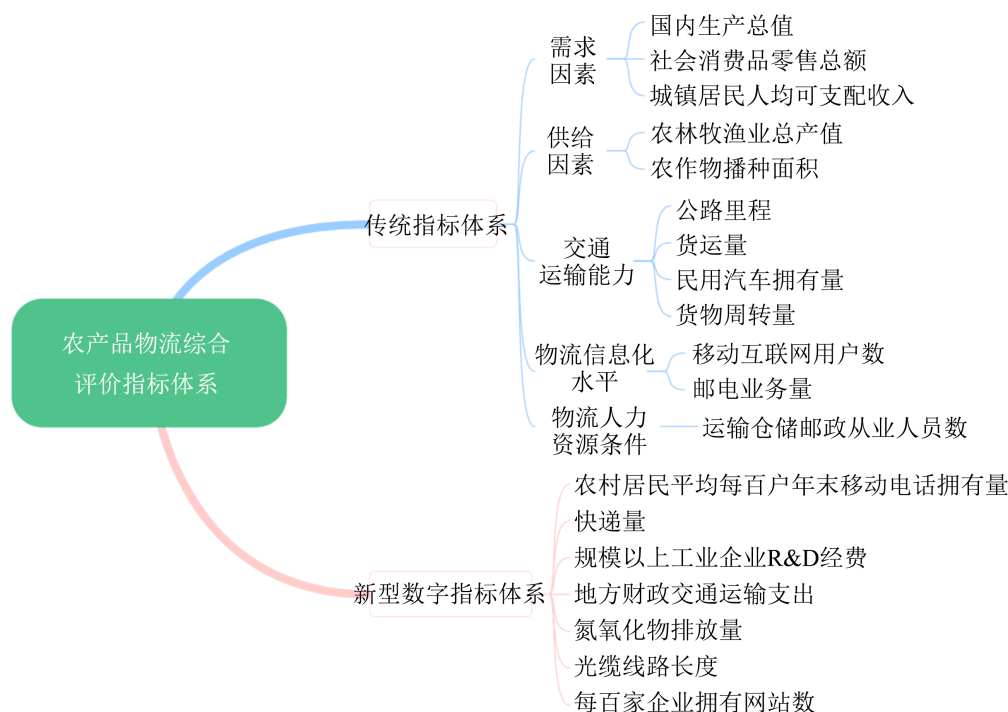 农产品物流综合
评价指标体系
传统指标体系
需求
因素
国内生产总值
社会消费品零售总额
城镇居民人均可支配收入
供给
因素
农林牧渔业总产值
农作物播种面积
交通
运输能力
公路里程
货运量
民用汽车拥有量
货物周转量
物流信息化
水平
移动互联网用户数
邮电业务量
物流人力
资源条件
运输仓储邮政从业人员数
新型数字指标体系
农村居民平均每百户年末移动电话拥有量
快递量
规模以上工业企业R&D经费
地方财政交通运输支出
氮氧化物排放量
光缆线路长度
每百家企业拥有网站数